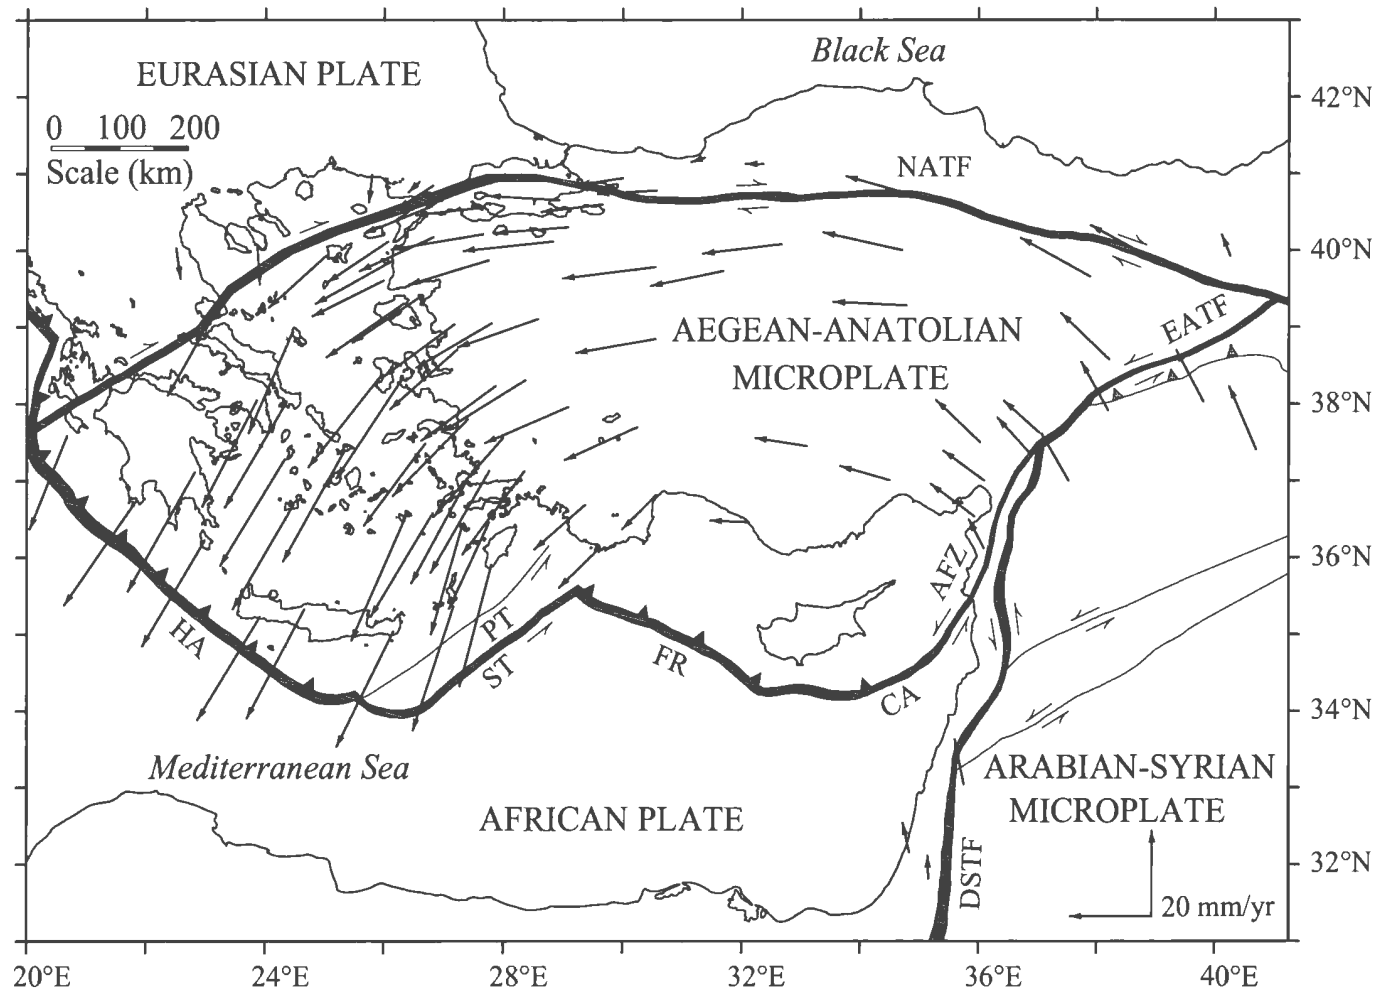 Black Sea
EURASIAN PLATE
42°N
0 100 200
Scale (km)
NATF
40°N
EATF
AEGEAN-ANATOLIAN
MICROPLATE
38°N
36°N
AFZ
PT
HA
ST
FR
CA
34°N
Mediterranean Sea
ARABIAN-SYRIAN
MICROPLATE
AFRICAN PLATE
32°N
DSTF
20 mm/yr
20°E 24°E 28°E 32°E 36°E 40°E